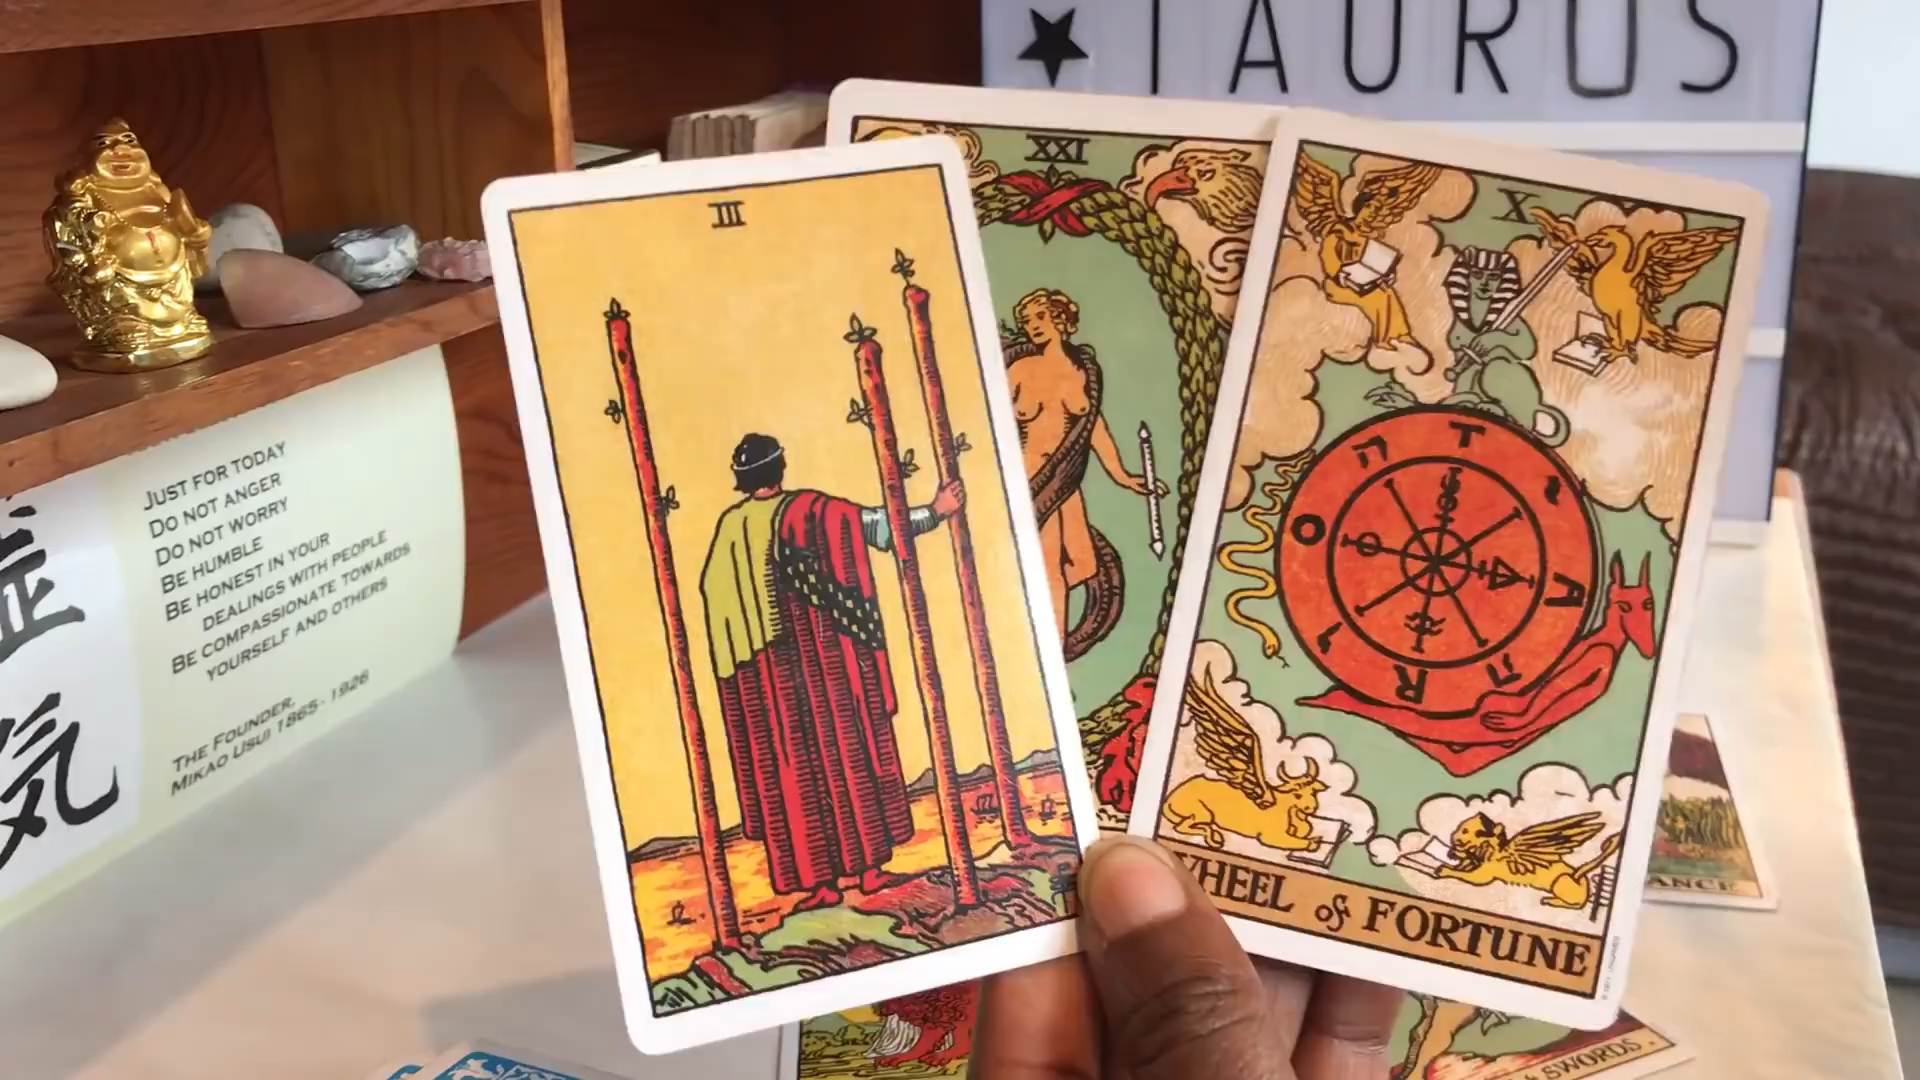 TAURUS
III
XXI
X
T
A
R
O
ה
ו
ה
י
WHEEL of FORTUNE
JUST FOR TODAY
DO NOT ANGER
DO NOT WORRY
BE HUMBLE
BE HONEST IN YOUR
DEALINGS WITH PEOPLE
BE COMPASSIONATE TOWARDS
YOURSELF AND OTHERS
THE FOUNDER,
MIKAO USUI 1865-1926
気
SWORDS.